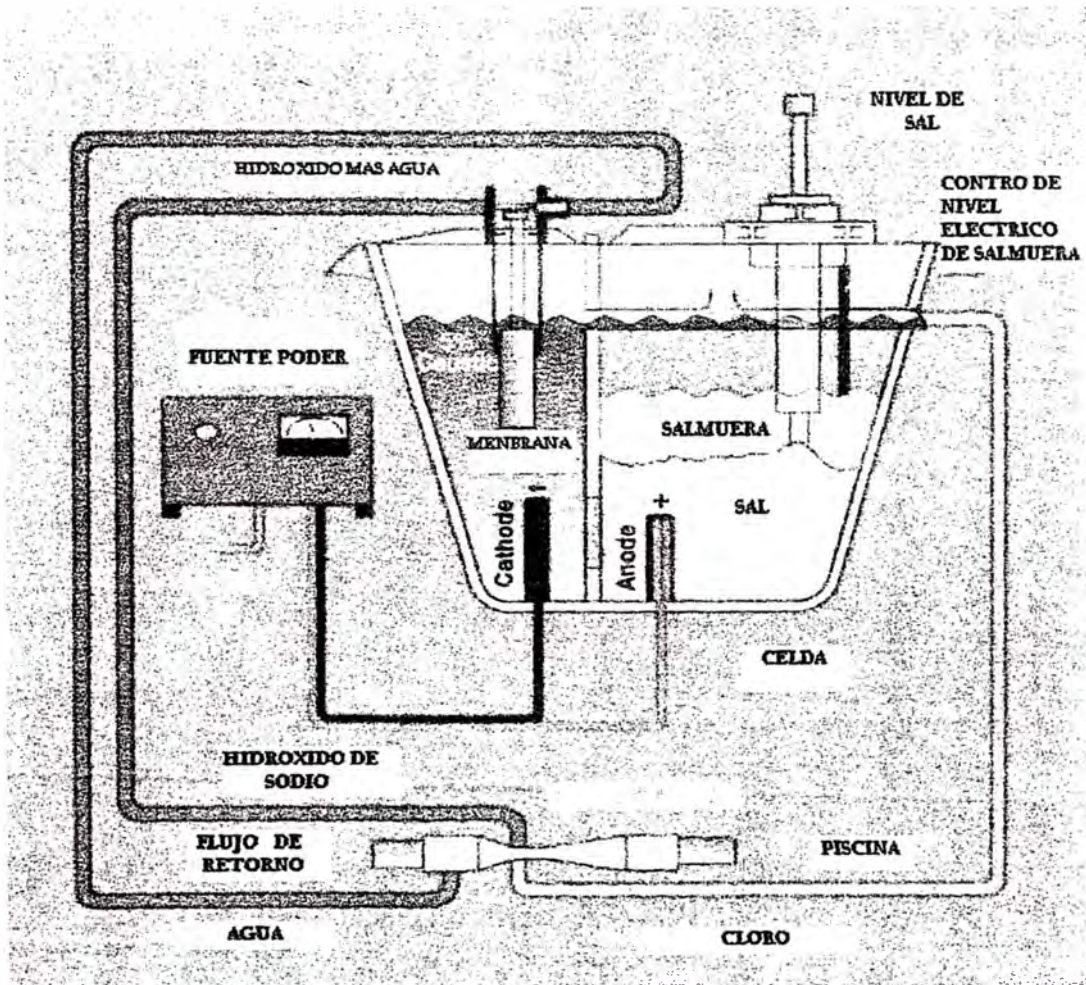 NIVEL DE
SAL
HIDROXIDO MAS AGUA
CONTRO DE
NIVEL
ELECTRICO
DE SALMUERA
FUENTE PODER
MENBRANA
SALMUERA
SAL
Cathode -
Anode +
CELDA
HIDROXIDO DE
SODIO
FLUJO DE
RETORNO
PISCINA
AGUA
CLORO